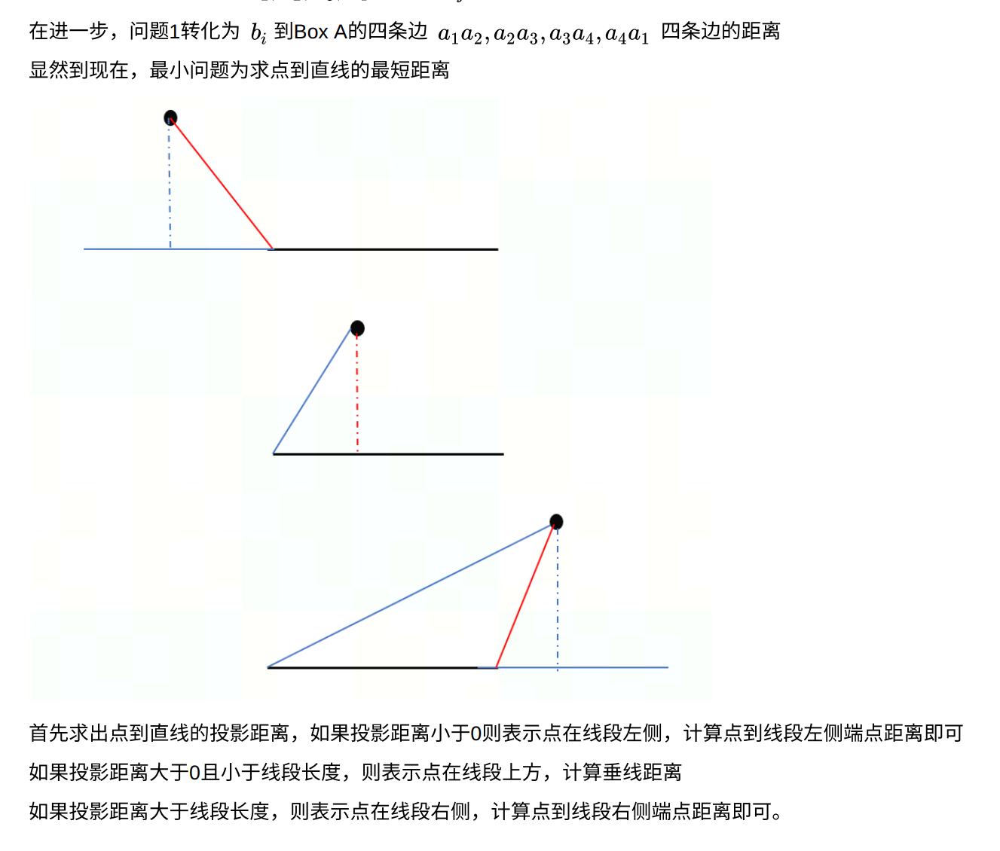 在进一步，问题1转化为 b_i 到Box A的四条边 a_1a_2, a_2a_3, a_3a_4, a_4a_1 四条边的距离
显然到现在，最小问题为求点到直线的最短距离
首先求出点到直线的投影距离，如果投影距离小于0则表示点在线段左侧，计算点到线段左侧端点距离即可
如果投影距离大于0且小于线段长度，则表示点在线段上方，计算垂线距离
如果投影距离大于线段长度，则表示点在线段右侧，计算点到线段右侧端点距离即可。